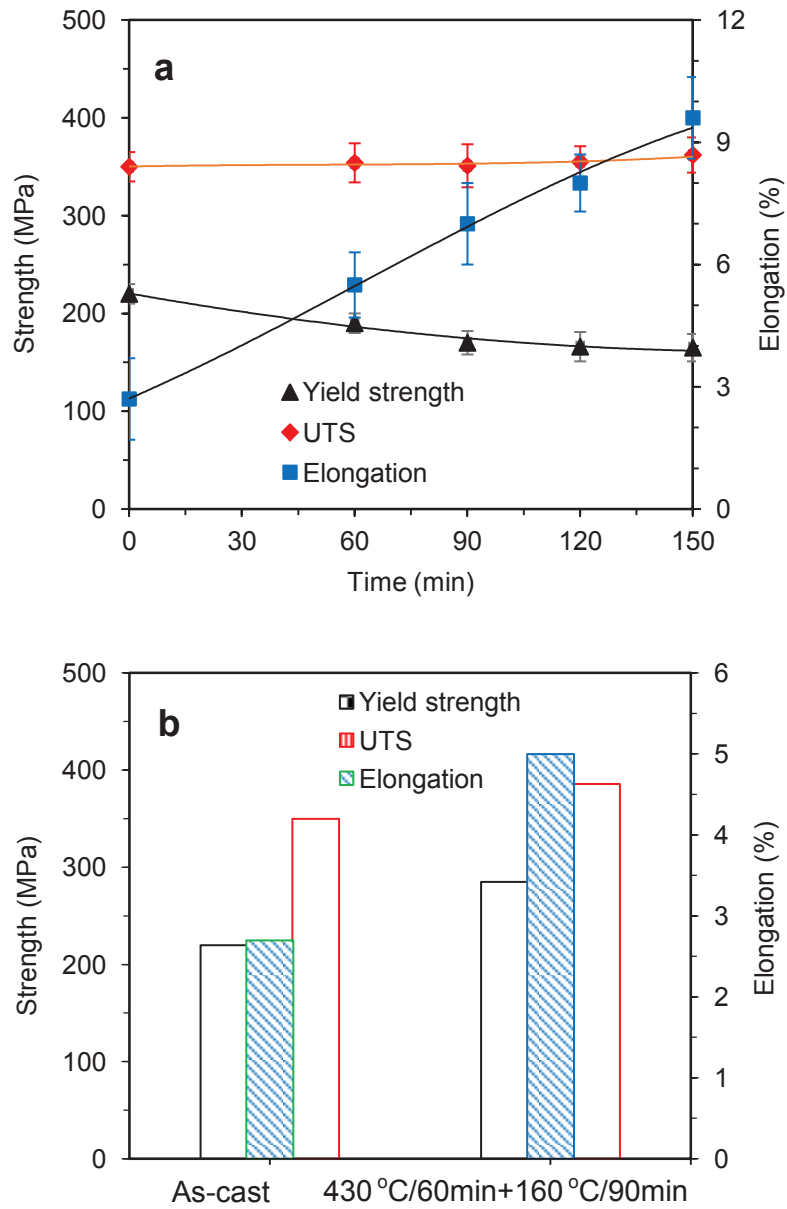 a
500
400
300
200
100
0
Strength (MPa)
12
9
6
3
0
Elongation (%)
Yield strength
UTS
Elongation
0 30 60 90 120 150
Time (min)
b
500
400
300
200
100
0
Strength (MPa)
6
5
4
3
2
1
0
Elongation (%)
Yield strength
UTS
Elongation
As-cast 430 °C/60min+160 °C/90min